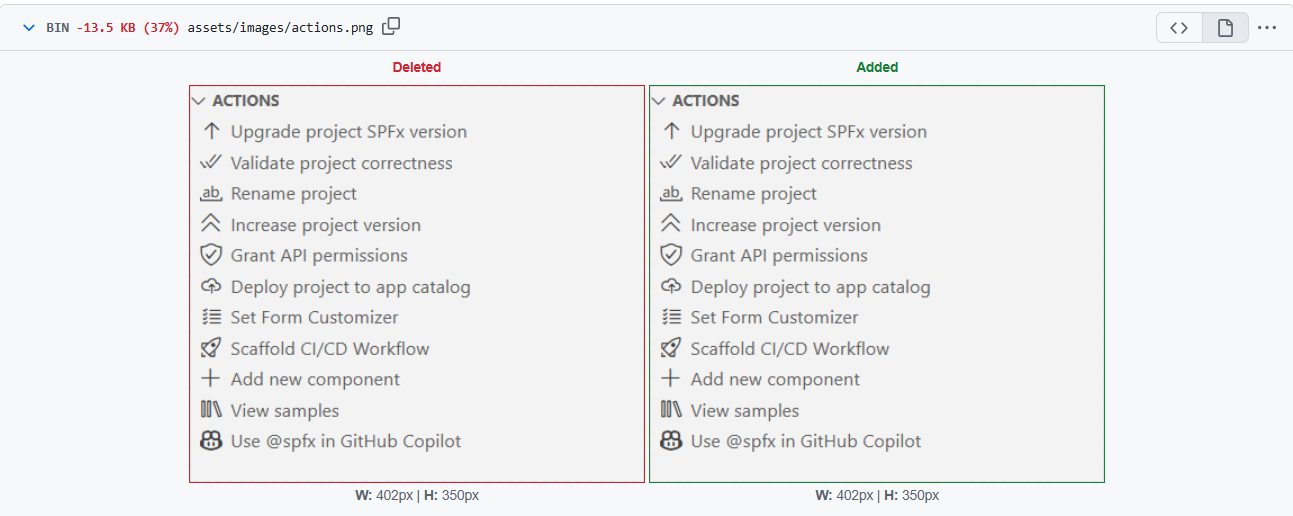 BIN -13.5 KB (37%) assets/images/actions.png
Deleted
ACTIONS
Upgrade project SPFx version
Validate project correctness
ab Rename project
Increase project version
Grant API permissions
Deploy project to app catalog
Set Form Customizer
Scaffold CI/CD Workflow
Add new component
View samples
Use @spfx in GitHub Copilot
W: 402px | H: 350px
Added
ACTIONS
Upgrade project SPFx version
Validate project correctness
ab Rename project
Increase project version
Grant API permissions
Deploy project to app catalog
Set Form Customizer
Scaffold CI/CD Workflow
Add new component
View samples
Use @spfx in GitHub Copilot
W: 402px | H: 350px